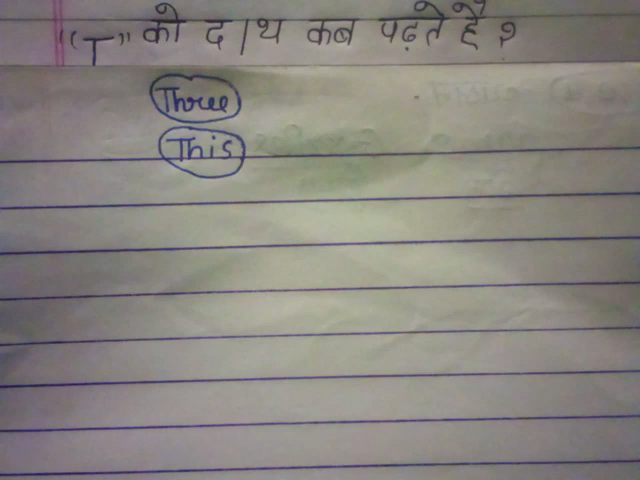 "T" को द/थ कब पढ़ते हैं ?
Three
This